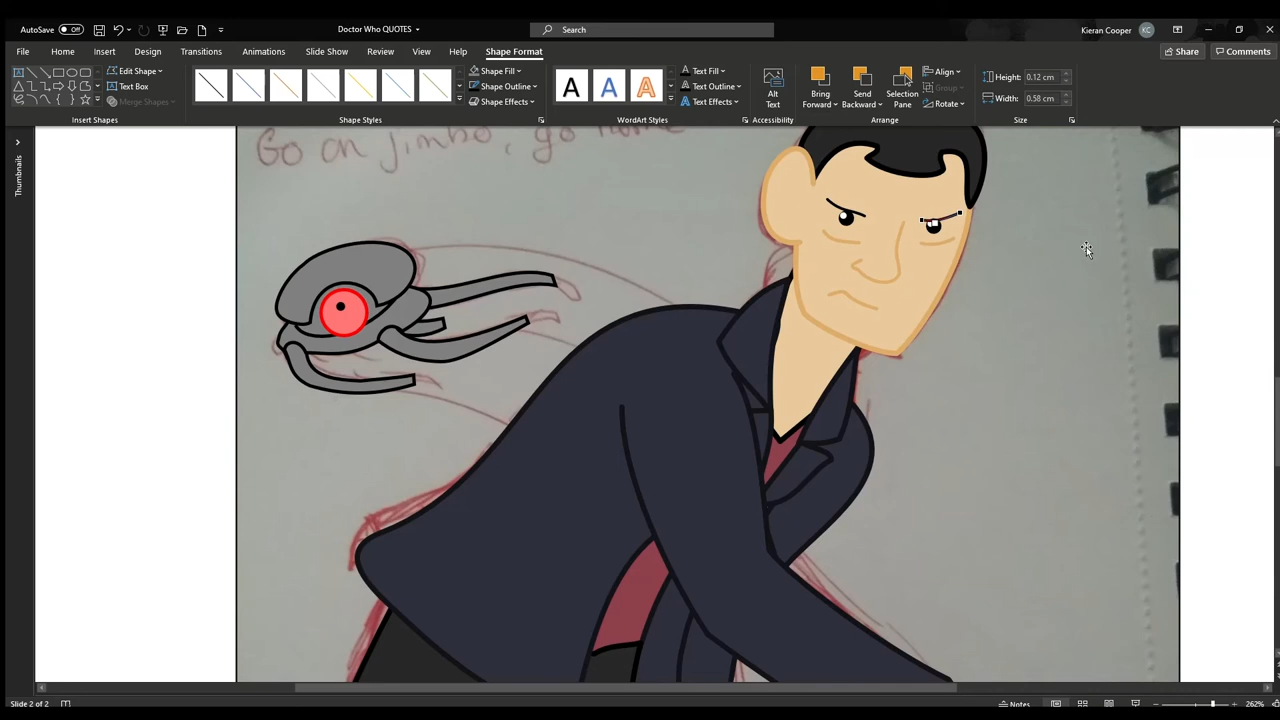 AutoSave Off
Doctor Who QUOTES
Search
Kieran Cooper KC
File Home Insert Design Transitions Animations Slide Show Review View Help Shape Format
Share Comments
Edit Shape
Text Box
Merge Shapes
Insert Shapes
Shape Fill
Shape Outline
Shape Effects
Shape Styles
A A A
Text Fill
Text Outline
Text Effects
WordArt Styles
Alt
Text
Accessibility
Bring
Forward
Send
Backward
Selection
Pane
Align
Group
Rotate
Arrange
Height: 0.12 cm
Width: 0.58 cm
Size
Thumbnails
Go on jimbo, go home
Slide 2 of 2
Notes
262%